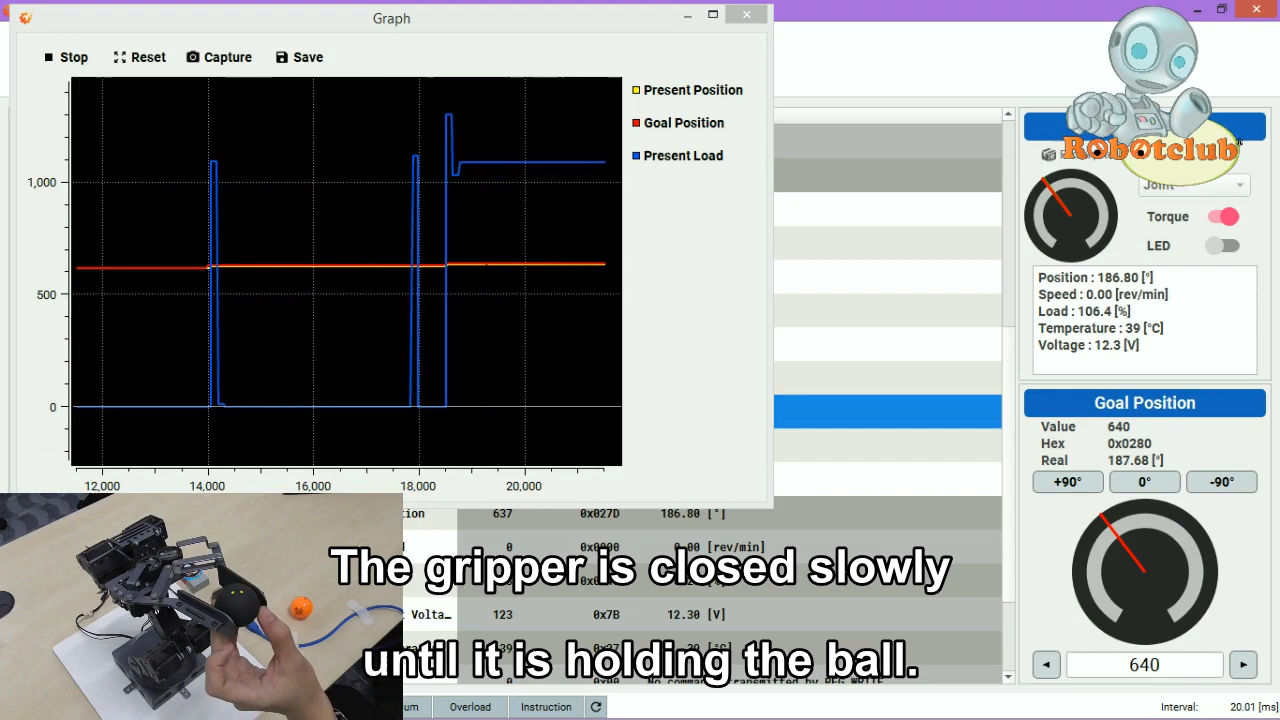 Graph
Stop Reset Capture Save
Present Position
Goal Position
Present Load
1,000
500
0
12,000 14,000 16,000 18,000 20,000
Robotclub
Joint
Torque
LED
Position : 186.80 [°]
Speed : 0.00 [rev/min]
Load : 106.4 [%]
Temperature : 39 [°C]
Voltage : 12.3 [V]
Goal Position
Value 640
Hex 0x0280
Real 187.68 [°]
+90° 0° -90°
640
637 0x027D 186.80 [°]
0 0x0000 0.00 [rev/min]
The gripper is closed slowly
Volta... 123 0x7B 12.30 [V]
until it is holding the ball.
Overload Instruction
Interval: 20.01 [ms]